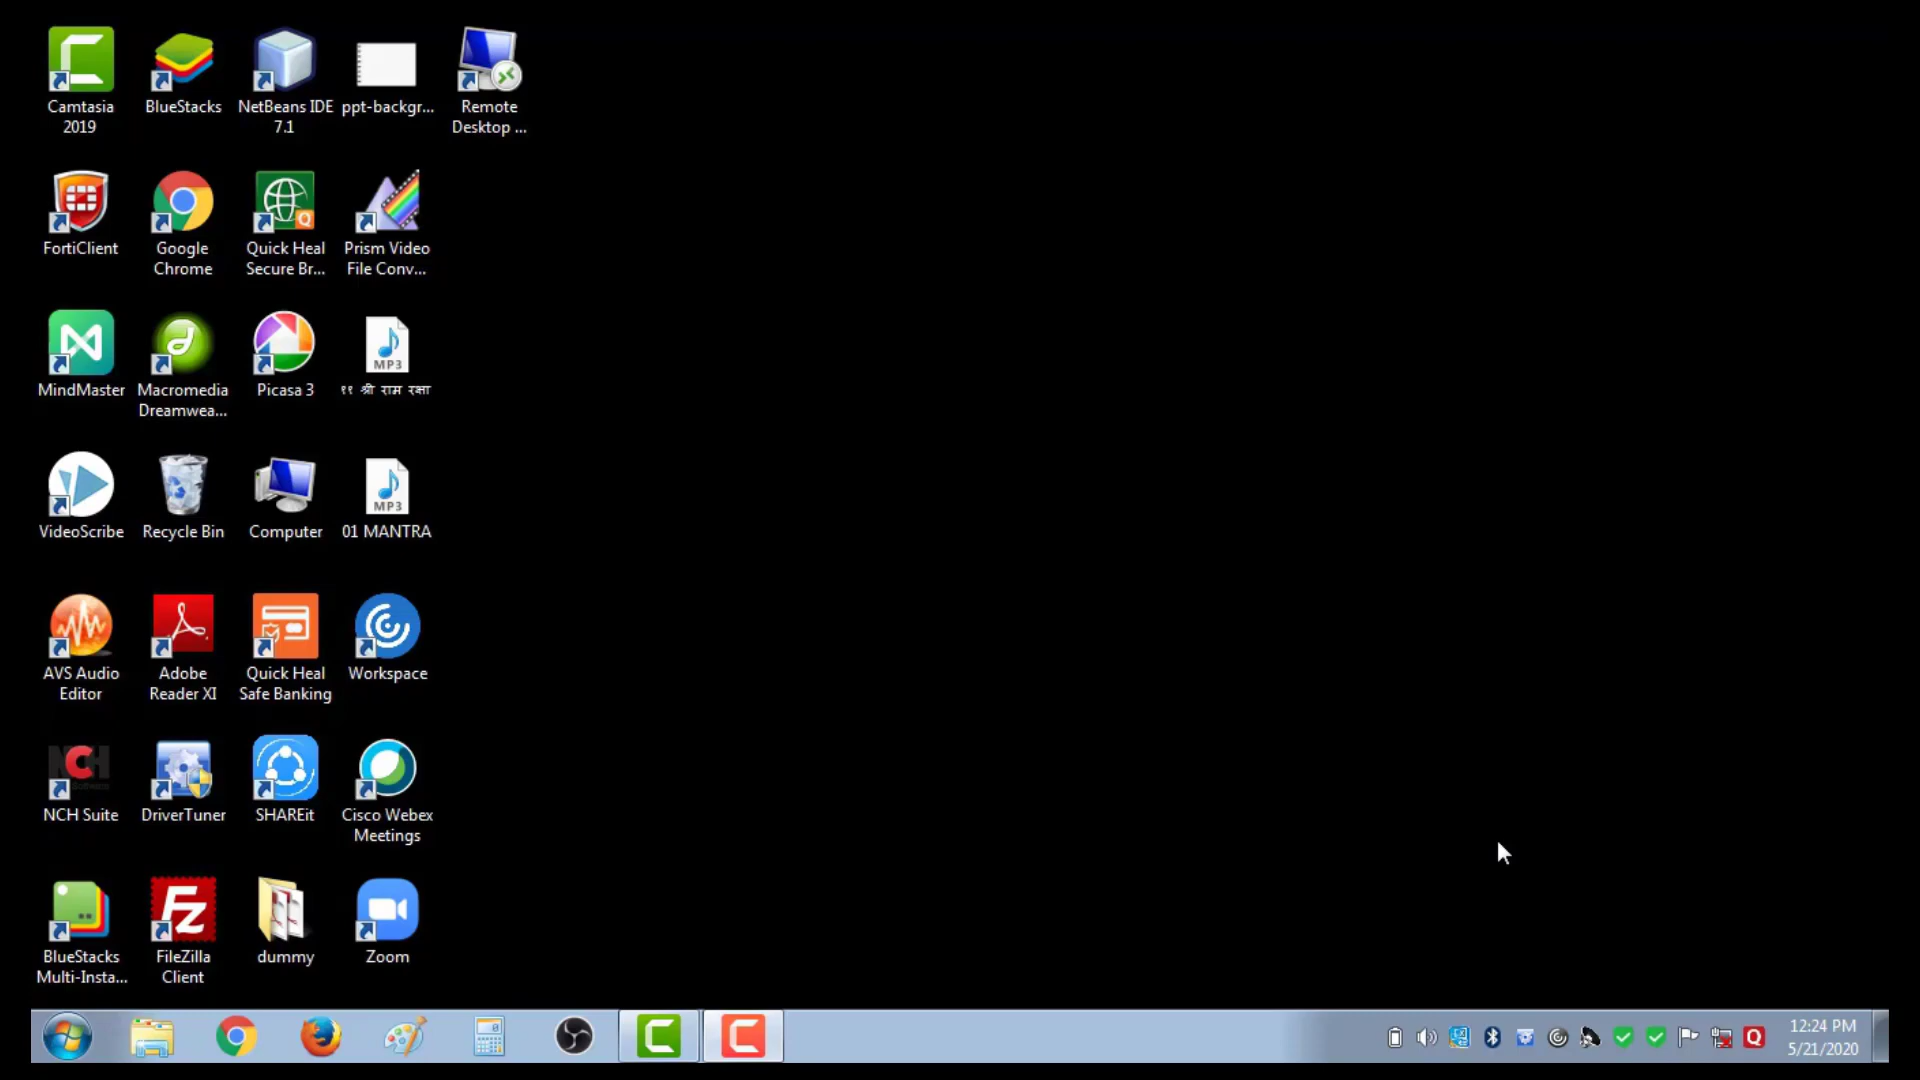 Camtasia
2019
BlueStacks
NetBeans IDE
7.1
ppt-backgr...
Remote
Desktop ...
FortiClient
Google
Chrome
Quick Heal
Secure Br...
Prism Video
File Conv...
MindMaster
Macromedia
Dreamwea...
Picasa 3
MP3
११ श्री राम रक्षा
VideoScribe
Recycle Bin
Computer
MP3
01 MANTRA
AVS Audio
Editor
Adobe
Reader XI
Quick Heal
Safe Banking
Workspace
NCH
NCH Suite
DriverTuner
SHAREit
Cisco Webex
Meetings
BlueStacks
Multi-Insta...
Fz
FileZilla
Client
dummy
Zoom
12:24 PM
5/21/2020